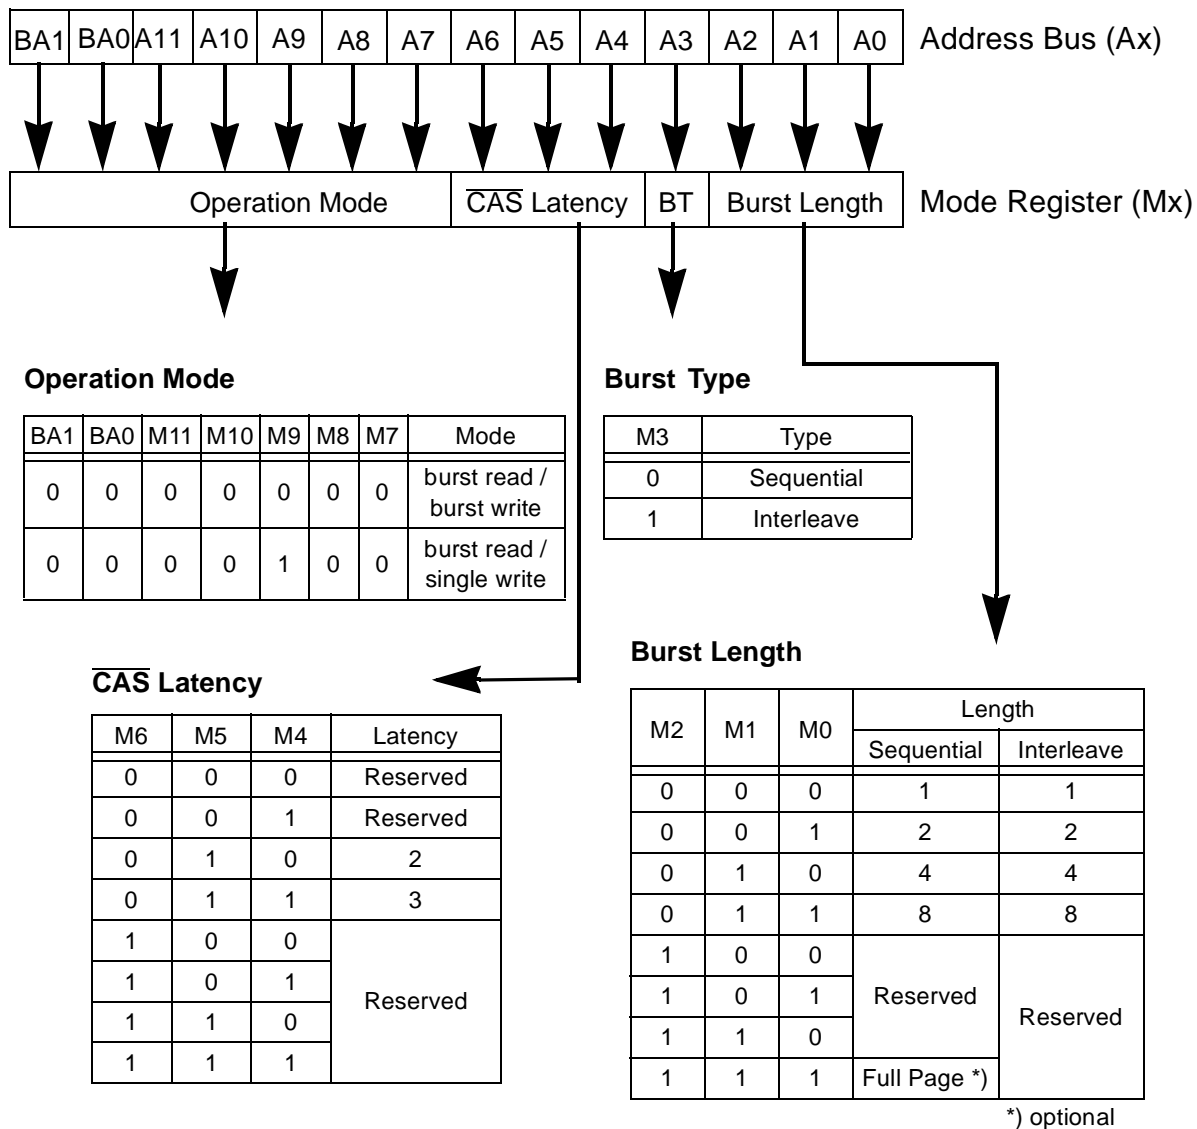 BA1 BA0 A11 A10 A9 A8 A7 A6 A5 A4 A3 A2 A1 A0 Address Bus (Ax)
Operation Mode CAS Latency BT Burst Length Mode Register (Mx)
Operation Mode
BA1 BA0 M11 M10 M9 M8 M7 Mode
0 0 0 0 0 0 0 burst read /
burst write
0 0 0 0 1 0 0 burst read /
single write
Burst Type
M3 Type
0 Sequential
1 Interleave
CAS Latency
M6 M5 M4 Latency
0 0 0 Reserved
0 0 1 Reserved
0 1 0 2
0 1 1 3
1 0 0
1 0 1
Reserved
1 1 0
1 1 1
Burst Length
M2 M1 M0 Length
Sequential Interleave
0 0 0 1 1
0 0 1 2 2
0 1 0 4 4
0 1 1 8 8
1 0 0
1 0 1 Reserved
Reserved
1 1 0
1 1 1 Full Page *)
*) optional